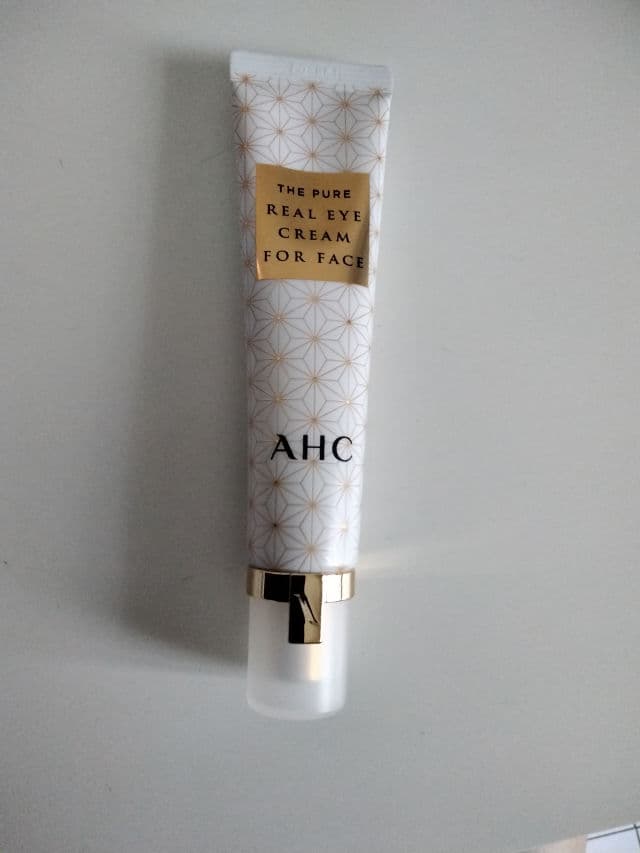 THE PURE
REAL EYE
CREAM
FOR FACE
AHC